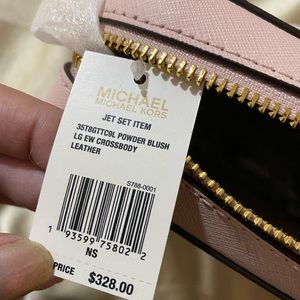 MICHAEL
MICHAEL KORS
JET SET ITEM
35T8GTTC9L POWDER BLUSH
LG EW CROSSBODY
LEATHER
S788-0001
1 93599 75802 2
NS
PRICE $328.00